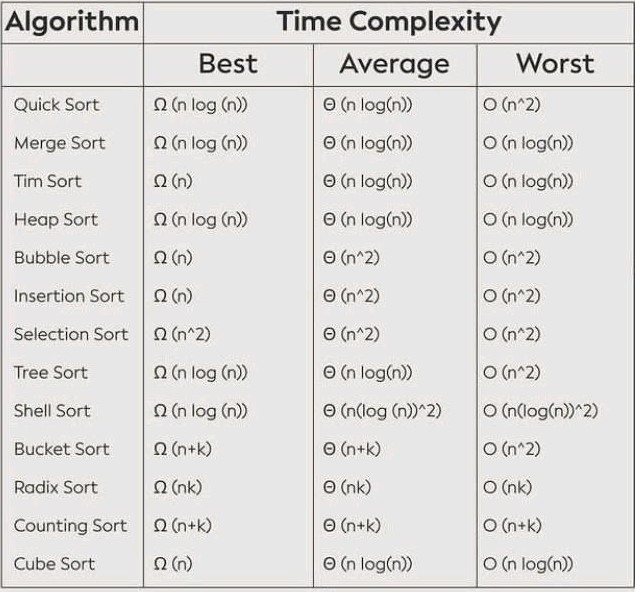 Algorithm Time Complexity
Best Average Worst
Quick Sort Ω (n log (n)) Θ (n log(n)) O (n^2)
Merge Sort Ω (n log (n)) Θ (n log(n)) O (n log(n))
Tim Sort Ω (n) Θ (n log(n)) O (n log(n))
Heap Sort Ω (n log (n)) Θ (n log(n)) O (n log(n))
Bubble Sort Ω (n) Θ (n^2) O (n^2)
Insertion Sort Ω (n) Θ (n^2) O (n^2)
Selection Sort Ω (n^2) Θ (n^2) O (n^2)
Tree Sort Ω (n log (n)) Θ (n log(n)) O (n^2)
Shell Sort Ω (n log (n)) Θ (n(log (n))^2) O (n(log(n))^2)
Bucket Sort Ω (n+k) Θ (n+k) O (n^2)
Radix Sort Ω (nk) Θ (nk) O (nk)
Counting Sort Ω (n+k) Θ (n+k) O (n+k)
Cube Sort Ω (n) Θ (n log(n)) O (n log(n))